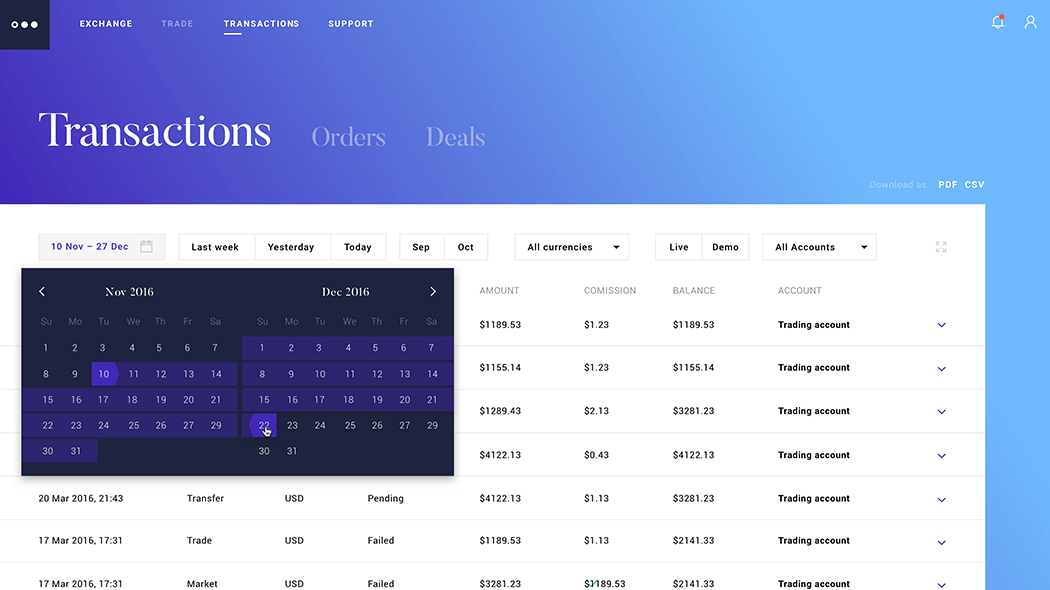 EXCHANGE TRADE TRANSACTIONS SUPPORT
Transactions Orders Deals
Download as: PDF CSV
10 Nov – 27 Dec Last week Yesterday Today Sep Oct All currencies Live Demo All Accounts
Nov 2016 Dec 2016
AMOUNT COMISSION BALANCE ACCOUNT
Su Mo Tu We Th Fr Sa Su Mo Tu We Th Fr Sa
$1189.53 $1.23 $1189.53 Trading account
1 2 3 4 5 6 7 1 2 3 4 5 6 7
8 9 10 11 12 13 14 8 9 10 11 12 13 14
$1155.14 $1.23 $1155.14 Trading account
15 16 17 18 19 20 21 15 16 17 18 19 20 21
$1289.43 $2.13 $3281.23 Trading account
22 23 24 25 26 27 29 22 23 24 25 26 27 29
30 31 30 31
$4122.13 $0.43 $4122.13 Trading account
20 Mar 2016, 21:43 Transfer USD Pending $4122.13 $1.13 $3281.23 Trading account
17 Mar 2016, 17:31 Trade USD Failed $1189.53 $1.13 $2141.33 Trading account
17 Mar 2016, 17:31 Market USD Failed $3281.23 $1189.53 $2141.33 Trading account